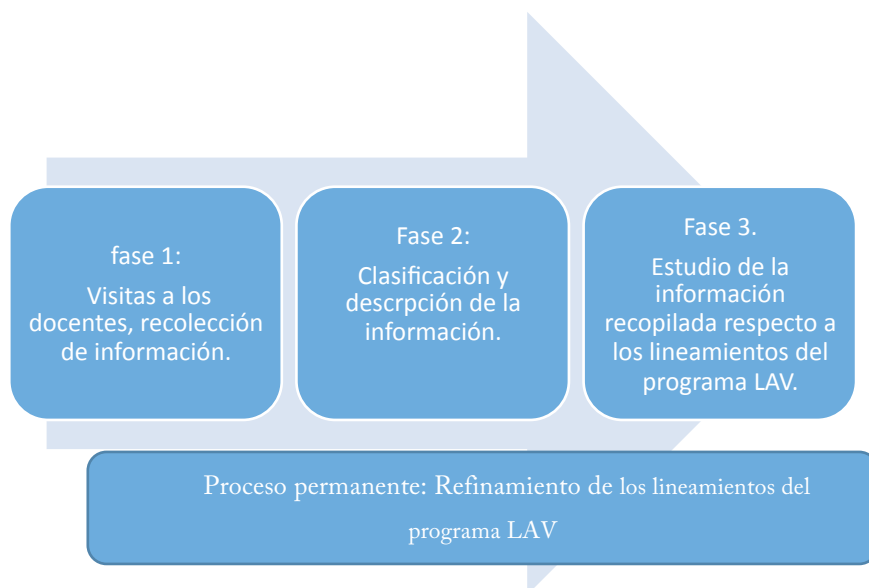 fase 1:
Visitas a los
docentes, recolección
de información.
Fase 2:
Clasificación y
descrpción de la
información.
Fase 3.
Estudio de la
información
recopilada respecto a
los lineamientos del
programa LAV.
Proceso permanente: Refinamiento de los lineamientos del
programa LAV